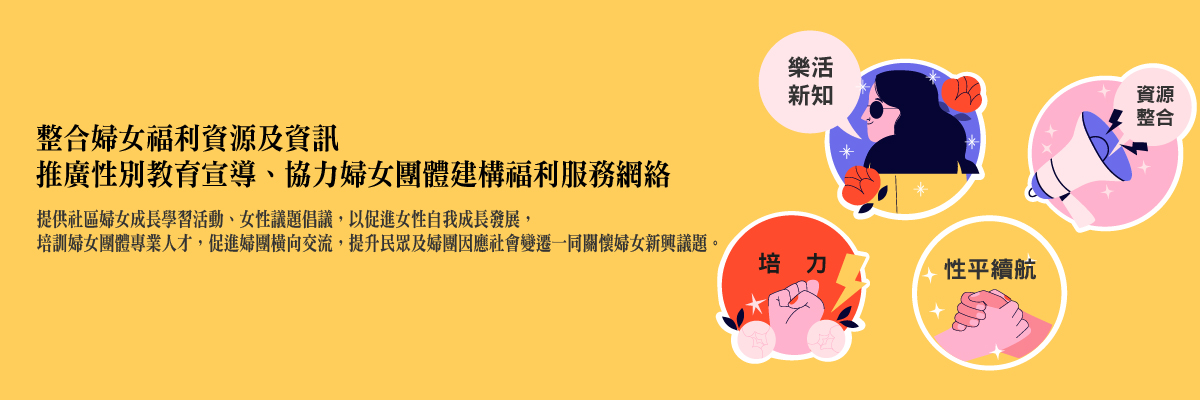 整合婦女福利資源及資訊
推廣性別教育宣導、協力婦女團體建構福利服務網絡
提供社區婦女成長學習活動、女性議題倡議，以促進女性自我成長發展，
培訓婦女團體專業人才，促進婦團橫向交流，提升民眾及婦團因應社會變遷一同關懷婦女新興議題。
樂活
新知
資源
整合
培 力
性平續航